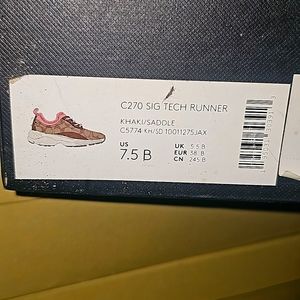 C270 SIG TECH RUNNER
KHAKI/SADDLE
C5774 KH/SD 10011275JAX
US
7.5 B
UK 5.5 B
EUR 38 B
CN 245 B